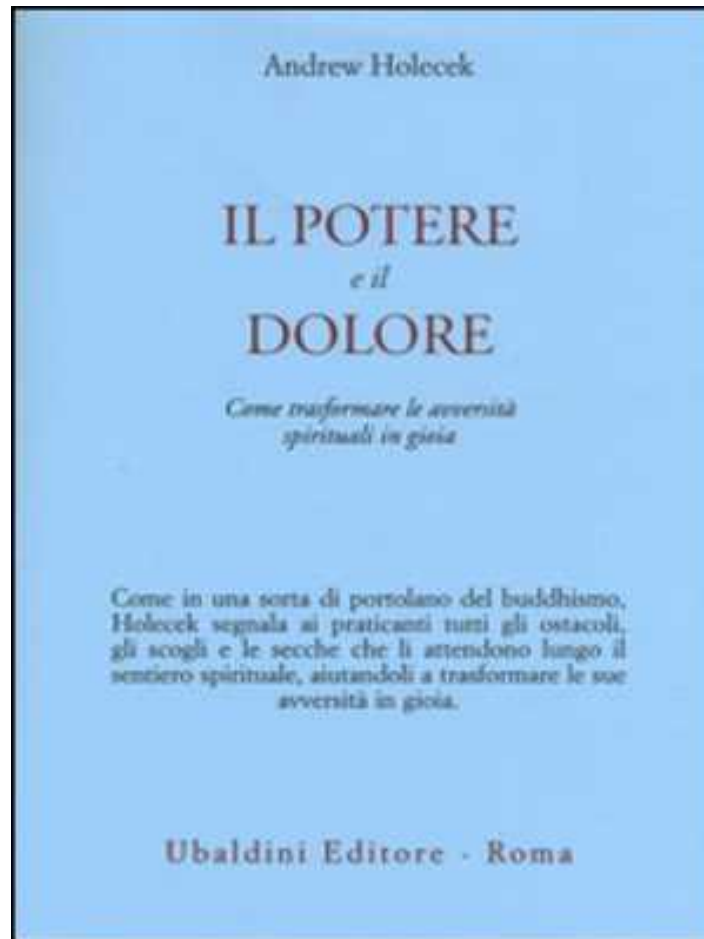 Andrew Holecek
IL POTERE
e il
DOLORE
Come trasformare le avversità
spirituali in gioia
Come in una sorta di portolano del buddhismo,
Holecek segnala ai praticanti tutti gli ostacoli,
gli scogli e le secche che li attendono lungo il
sentiero spirituale, aiutandoli a trasformare le sue
avversità in gioia.
Ubaldini Editore - Roma